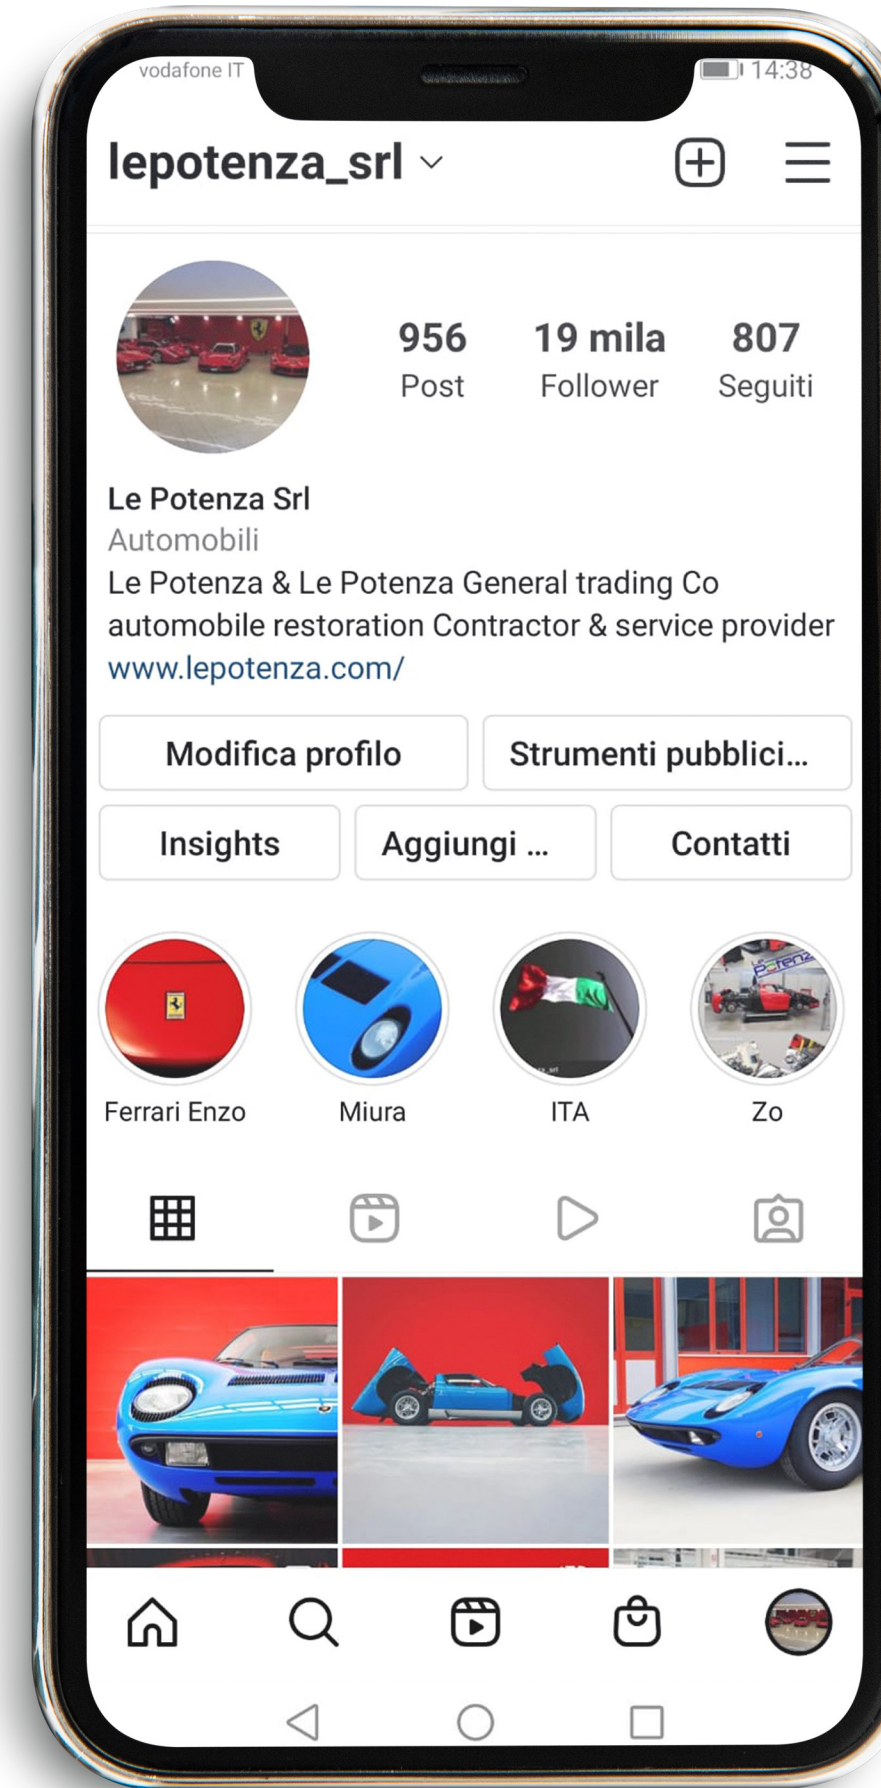 vodafone IT 14:38
lepotenza_srl
956 19 mila 807
Post Follower Seguiti
Le Potenza Srl
Automobili
Le Potenza & Le Potenza General trading Co
automobile restoration Contractor & service provider
www.lepotenza.com/
Modifica profilo Strumenti pubblici...
Insights Aggiungi ... Contatti
Ferrari Enzo Miura ITA Zo